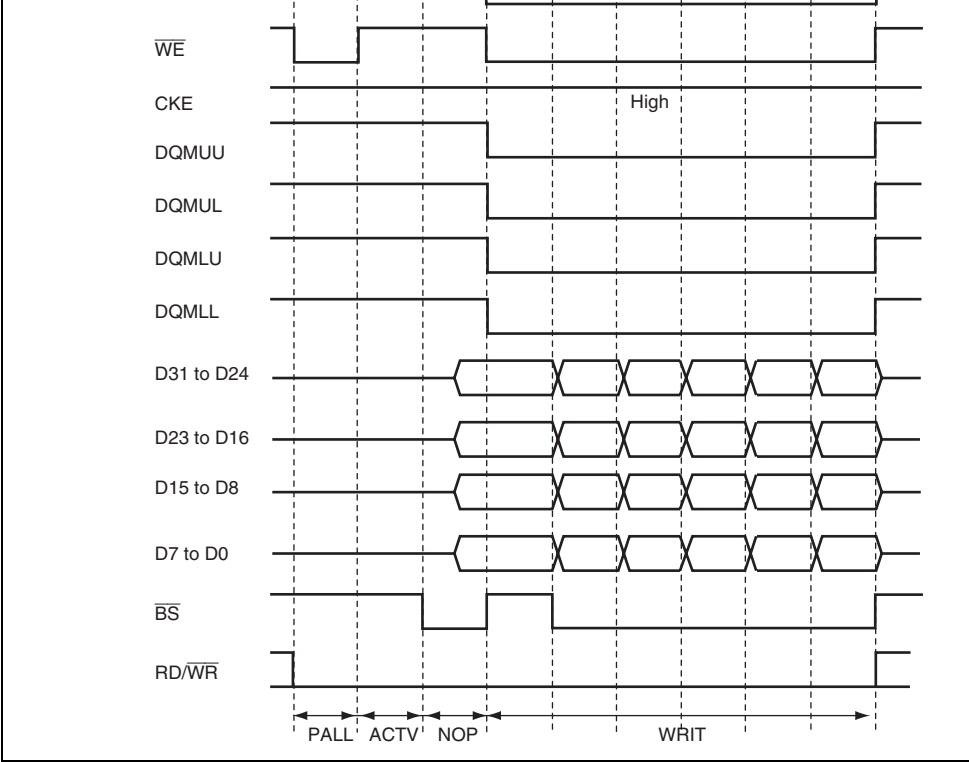 WE
CKE
High
DQMUU
DQMUL
DQMLU
DQMLL
D31 to D24
D23 to D16
D15 to D8
D7 to D0
BS
RD/WR
PALL ACTV NOP WRIT